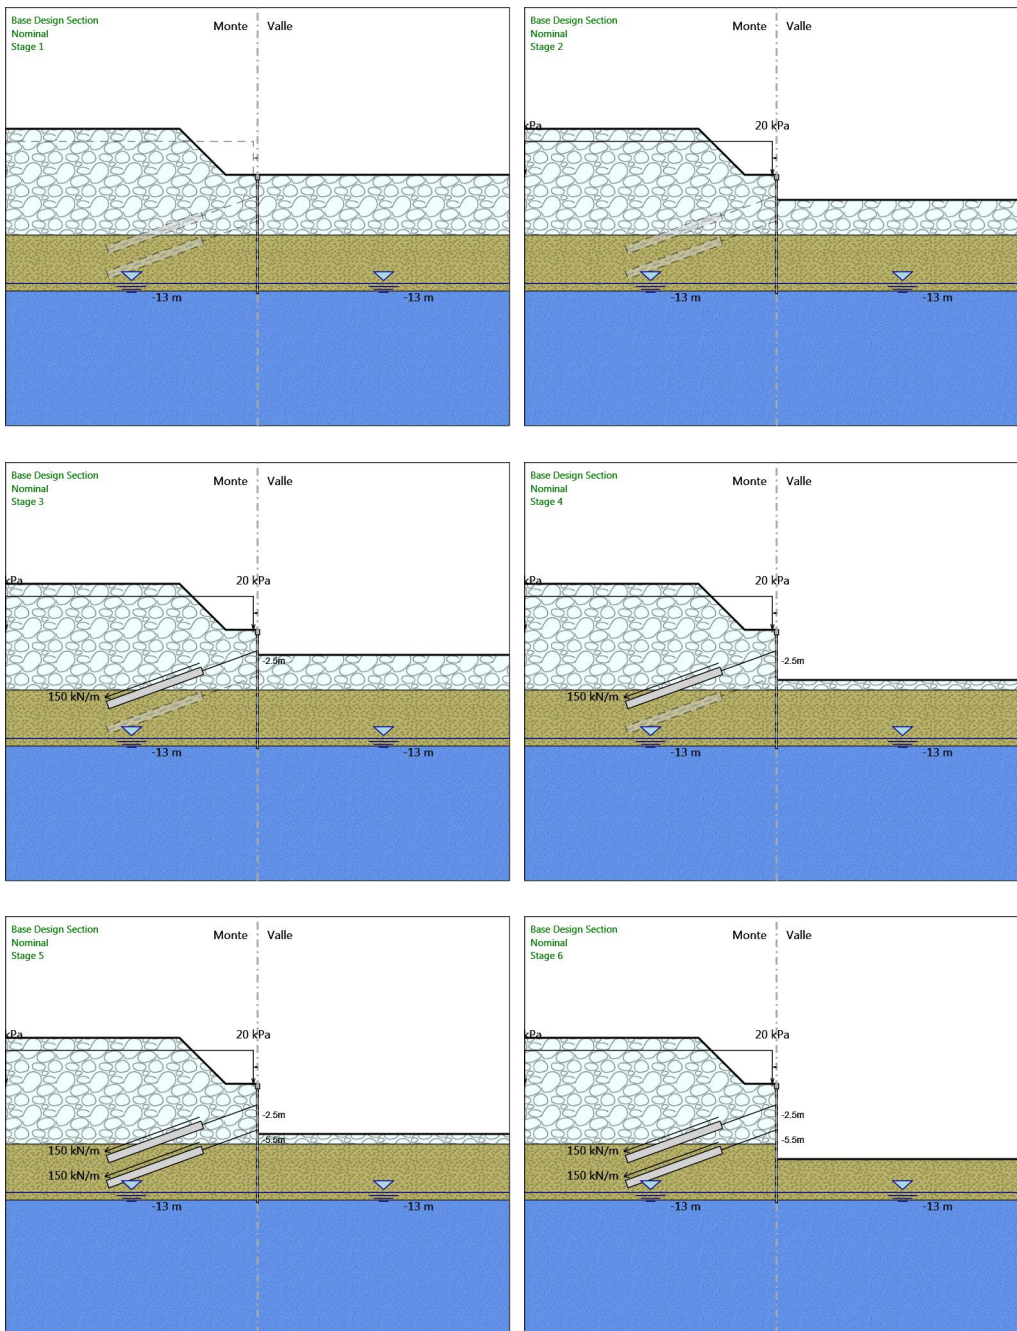 Base Design Section
Nominal
Stage 1
Monte Valle
-13 m -13 m
Base Design Section
Nominal
Stage 2
Monte Valle
kPa 20 kPa
-13 m -13 m
Base Design Section
Nominal
Stage 3
Monte Valle
kPa 20 kPa
-2.5m
150 kN/m
-13 m -13 m
Base Design Section
Nominal
Stage 4
Monte Valle
kPa 20 kPa
-2.5m
150 kN/m
-13 m -13 m
Base Design Section
Nominal
Stage 5
Monte Valle
kPa 20 kPa
-2.5m
-5.5m
150 kN/m
150 kN/m
-13 m -13 m
Base Design Section
Nominal
Stage 6
Monte Valle
kPa 20 kPa
-2.5m
-5.5m
150 kN/m
150 kN/m
-13 m -13 m